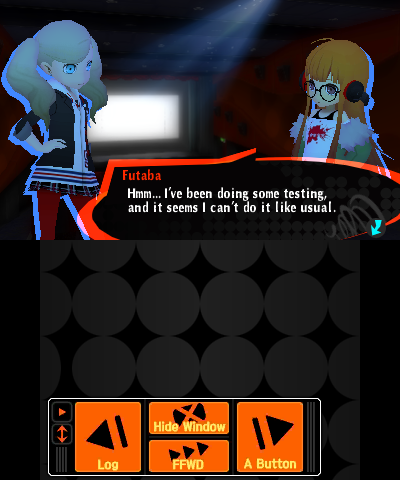 Futaba
Hmm... I've been doing some testing,
and it seems I can't do it like usual.
Hide Window
Log
FFWD
A Button